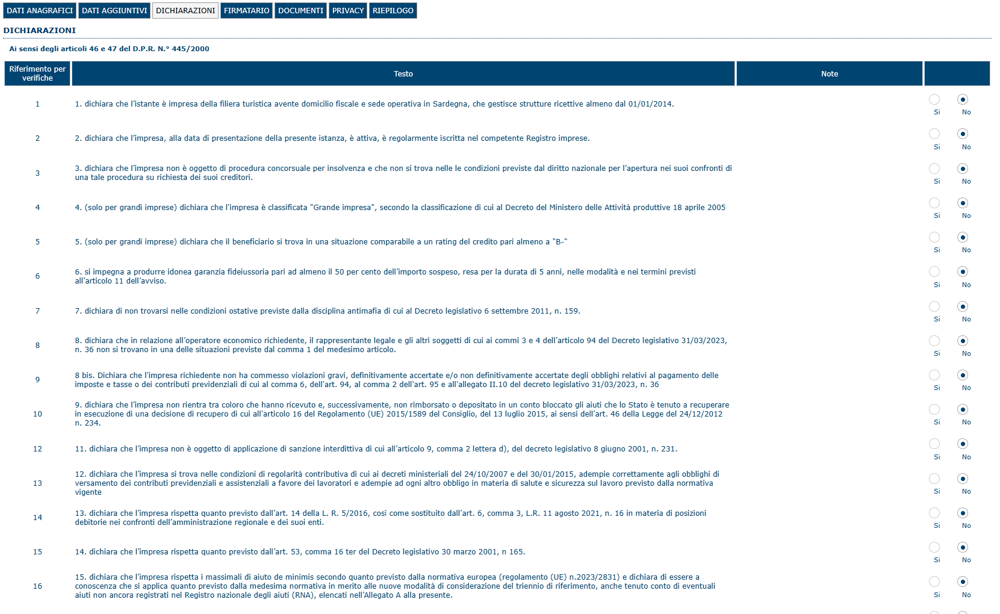 DATI ANAGRAFICI DATI AGGIUNTIVI DICHIARAZIONI FIRMATARIO DOCUMENTI PRIVACY RIEPILOGO
DICHIARAZIONI
Ai sensi degli articoli 46 e 47 del D.P.R. N.° 445/2000
Riferimento per verifiche Testo Note
1 1. dichiara che l’istante è impresa della filiera turistica avente domicilio fiscale e sede operativa in Sardegna, che gestisce strutture ricettive almeno dal 01/01/2014.
Si No
2 2. dichiara che l’impresa, alla data di presentazione della presente istanza, è attiva, è regolarmente iscritta nel competente Registro imprese.
Si No
3 3. dichiara che l’impresa non è oggetto di procedura concorsuale per insolvenza e che non si trova nelle le condizioni previste dal diritto nazionale per l’apertura nei suoi confronti di
una tale procedura su richiesta dei suoi creditori.
Si No
4 4. (solo per grandi imprese) dichiara che l'impresa è classificata "Grande impresa", secondo la classificazione di cui al Decreto del Ministero delle Attività produttive 18 aprile 2005
Si No
5 5. (solo per grandi imprese) dichiara che il beneficiario si trova in una situazione comparabile a un rating del credito pari almeno a "B-"
Si No
6 6. si impegna a produrre idonea garanzia fideiussoria pari ad almeno il 50 per cento dell’importo sospeso, resa per la durata di 5 anni, nelle modalità e nei termini previsti
all’articolo 11 dell’avviso.
Si No
7 7. dichiara di non trovarsi nelle condizioni ostative previste dalla disciplina antimafia di cui al Decreto legislativo 6 settembre 2011, n. 159.
Si No
8 8. dichiara che in relazione all’operatore economico richiedente, il rappresentante legale e gli altri soggetti di cui ai commi 3 e 4 dell’articolo 94 del Decreto legislativo 31/03/2023,
n. 36 non si trovano in una delle situazioni previste dal comma 1 del medesimo articolo.
Si No
9 8 bis. Dichiara che l'impresa richiedente non ha commesso violazioni gravi, definitivamente accertate e/o non definitivamente accertate degli obblighi relativi al pagamento delle
imposte e tasse o dei contributi previdenziali di cui al comma 6, dell'art. 94, al comma 2 dell'art. 95 e all'allegato II.10 del decreto legislativo 31/03/2023, n. 36
Si No
10 9. dichiara che l’impresa non rientra tra coloro che hanno ricevuto e, successivamente, non rimborsato o depositato in un conto bloccato gli aiuti che lo Stato è tenuto a recuperare
in esecuzione di una decisione di recupero di cui all'articolo 16 del Regolamento (UE) 2015/1589 del Consiglio, del 13 luglio 2015, ai sensi dell’art. 46 della Legge del 24/12/2012
n. 234.
Si No
12 11. dichiara che l’impresa non è oggetto di applicazione di sanzione interdittiva di cui all’articolo 9, comma 2 lettera d), del decreto legislativo 8 giugno 2001, n. 231.
Si No
13 12. dichiara che l’impresa si trova nelle condizioni di regolarità contributiva di cui ai decreti ministeriali del 24/10/2007 e del 30/01/2015, adempie correttamente agli obblighi di
versamento dei contributi previdenziali e assistenziali a favore dei lavoratori e adempie ad ogni altro obbligo in materia di salute e sicurezza sul lavoro previsto dalla normativa
vigente
Si No
14 13. dichiara che l’impresa rispetta quanto previsto dall’art. 14 della L. R. 5/2016, così come sostituito dall’art. 6, comma 3, L.R. 11 agosto 2021, n. 16 in materia di posizioni
debitorie nei confronti dell’amministrazione regionale e dei suoi enti.
Si No
15 14. dichiara che l’impresa rispetta quanto previsto dall’art. 53, comma 16 ter del Decreto legislativo 30 marzo 2001, n 165.
Si No
16 15. dichiara che l'impresa rispetta i massimali di aiuto de minimis secondo quanto previsto dalla normativa europea (regolamento (UE) n.2023/2831) e dichiara di essere a
conoscenza che si applica quanto previsto dalla medesima normativa in merito alle nuove modalità di considerazione del triennio di riferimento, anche tenuto conto di eventuali
aiuti non ancora registrati nel Registro nazionale degli aiuti (RNA), elencati nell’Allegato A alla presente.
Si No